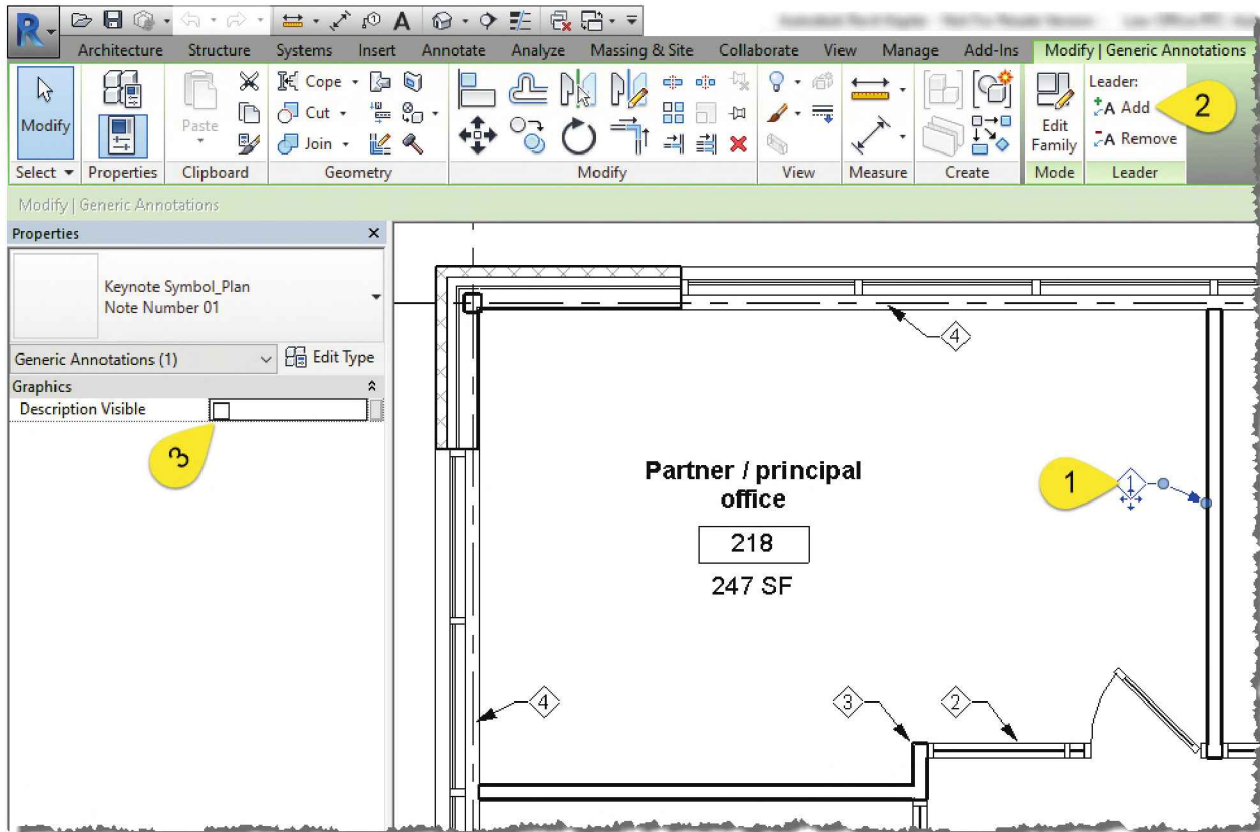 R
A
Architecture Structure Systems Insert Annotate Analyze Massing & Site Collaborate View Manage Add-Ins Modify | Generic Annotations
Modify
Paste
Cope
Cut
Join
Edit
Family
Leader:
A Add
A Remove
2
Select Properties Clipboard Geometry Modify View Measure Create Mode Leader
Modify | Generic Annotations
Properties
Keynote Symbol_Plan
Note Number 01
Generic Annotations (1)
Edit Type
Graphics
Description Visible
3
4
Partner / principal
office
218
247 SF
1
1
4
3
2